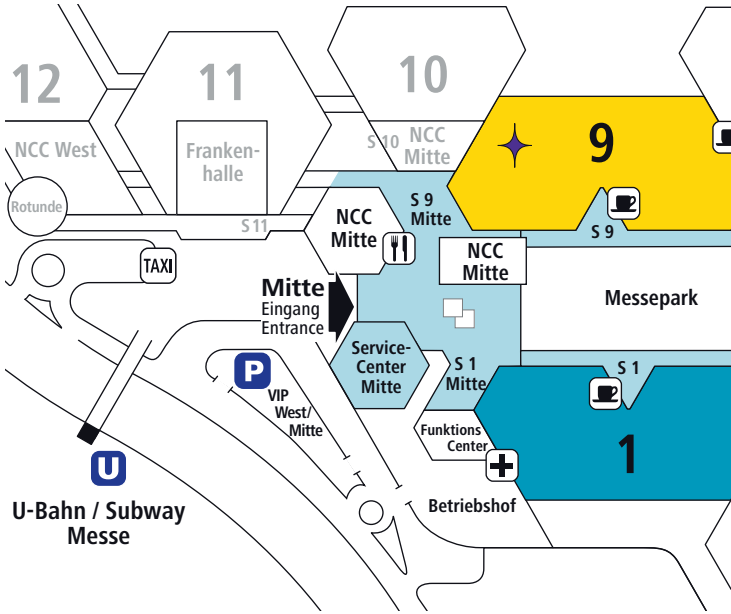 12
11
10
9
NCC West
Franken-
halle
S 10
NCC
Mitte
Rotunde
S 11
NCC
Mitte
S 9
Mitte
S 9
NCC
Mitte
TAXI
Mitte
Eingang
Entrance
Messepark
Service-
Center
Mitte
S 1
Mitte
S 1
P
VIP
West/
Mitte
Funktions
Center
1
U
U-Bahn / Subway
Messe
Betriebshof